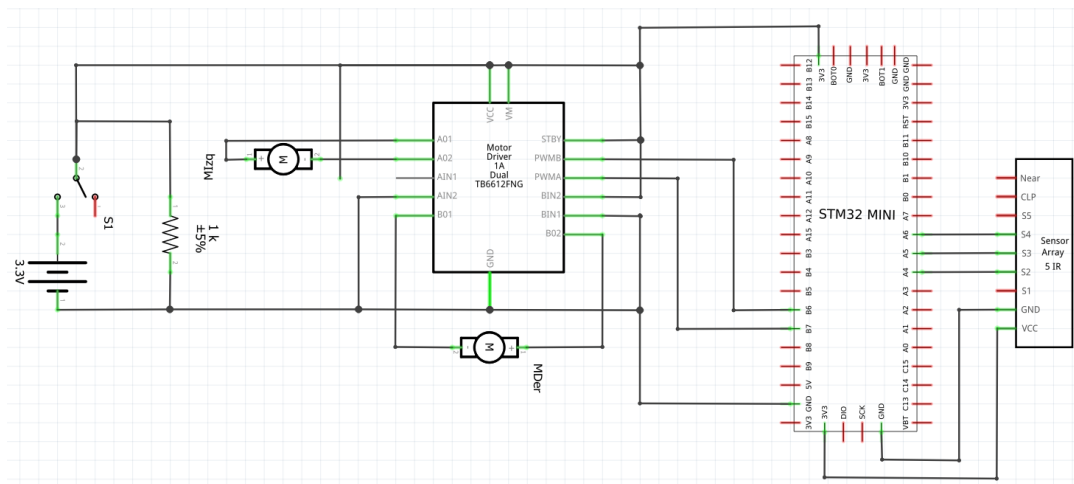 3.3V
S1
1 k
±5%
MIzq
VCC
VM
A01
A02
AIN1
AIN2
B01
Motor
Driver
1A
Dual
TB6612FNG
STBY
PWMB
PWMA
BIN2
BIN1
B02
GND
M
M
MDer
3V3
BOT0
GND
3V3
BOT1
GND
B12
B13
B14
B15
A8
A9
A10
A11
A12
A15
B3
B4
B5
B6
B7
B8
B9
5V
GND
3V3
STM32 MINI
GND
GND
3V3
RST
B11
B10
B1
B0
A7
A6
A5
A4
A3
A2
A1
A0
C15
C14
C13
VBT
3V3
DIO
SCK
GND
Near
CLP
S5
S4
S3
S2
S1
GND
VCC
Sensor
Array
5 IR